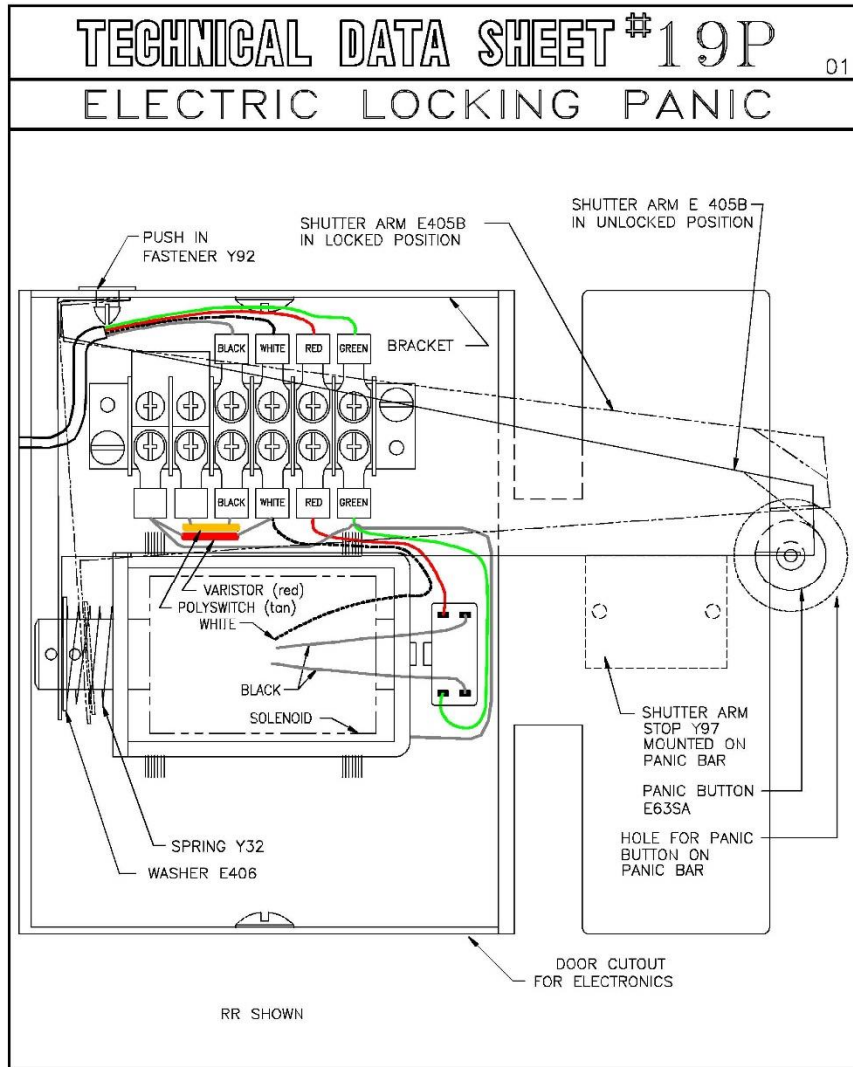 TECHNICAL DATA SHEET #19P
01
ELECTRIC LOCKING PANIC
PUSH IN
FASTENER Y92
SHUTTER ARM E405B
IN LOCKED POSITION
SHUTTER ARM E 405B
IN UNLOCKED POSITION
BLACK
WHITE
RED
GREEN
BRACKET
BLACK
WHITE
RED
GREEN
VARISTOR (red)
POLYSWITCH (tan)
WHITE
BLACK
SOLENOID
SHUTTER ARM
STOP Y97
MOUNTED ON
PANIC BAR
PANIC BUTTON
E63SA
HOLE FOR PANIC
BUTTON ON
PANIC BAR
SPRING Y32
WASHER E406
DOOR CUTOUT
FOR ELECTRONICS
RR SHOWN